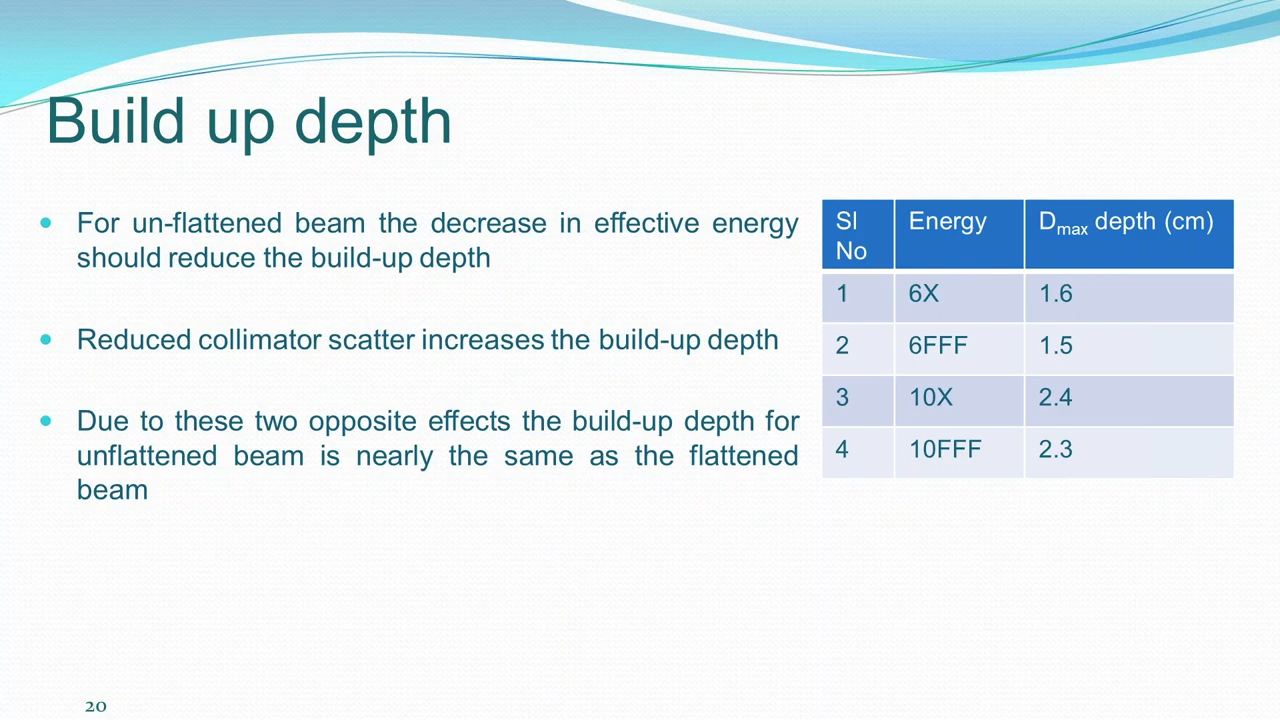 Build up depth
For un-flattened beam the decrease in effective energy
should reduce the build-up depth
Reduced collimator scatter increases the build-up depth
Due to these two opposite effects the build-up depth for
unflattened beam is nearly the same as the flattened
beam
Sl No Energy Dmax depth (cm)
1 6X 1.6
2 6FFF 1.5
3 10X 2.4
4 10FFF 2.3
20